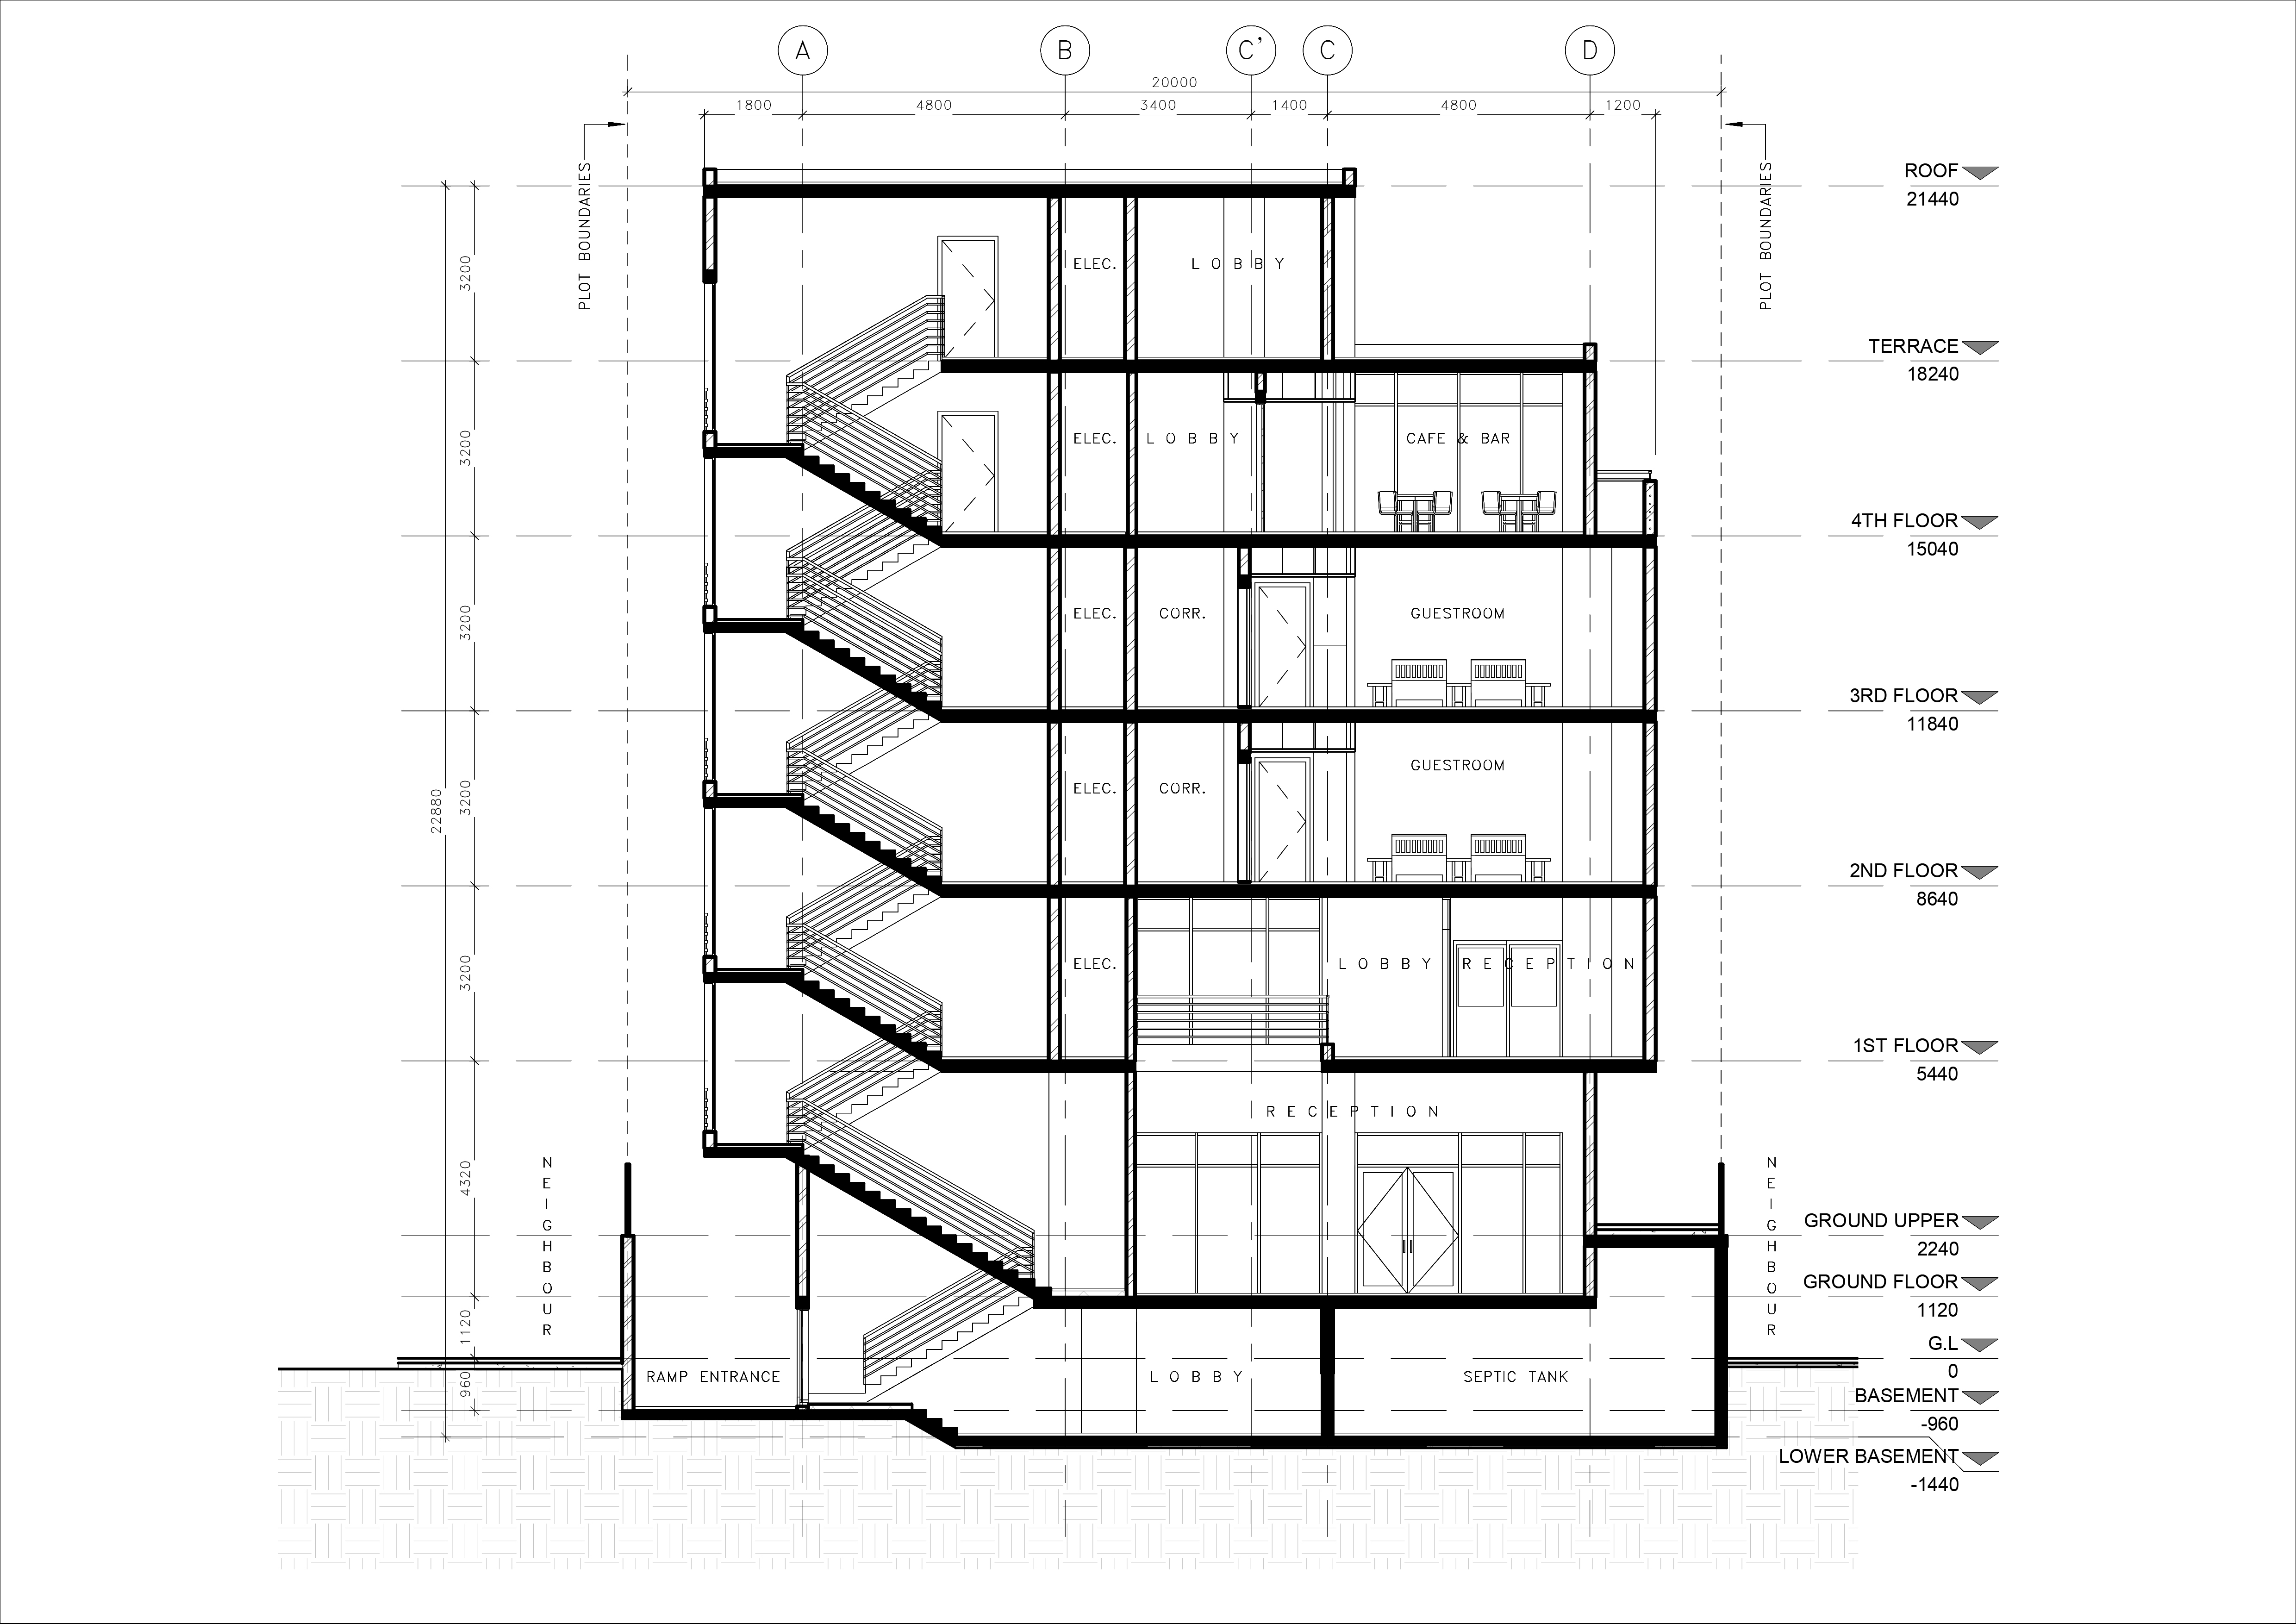 A B C' C D
20000
1800 4800 3400 1400 4800 1200
PLOT BOUNDARIES
PLOT BOUNDARIES
ROOF
21440
3200
ELEC. LOBBY
TERRACE
18240
3200
ELEC. LOBBY CAFE & BAR
4TH FLOOR
15040
3200
ELEC. CORR. GUESTROOM
3RD FLOOR
11840
22880
3200
ELEC. CORR. GUESTROOM
2ND FLOOR
8640
3200
ELEC. LOBBY RECEPTION
1ST FLOOR
5440
4320
RECEPTION
NEIGHBOUR
NEIGHBOUR
GROUND UPPER
2240
GROUND FLOOR
1120
1120
G.L
0
960
RAMP ENTRANCE LOBBY SEPTIC TANK
BASEMENT
-960
LOWER BASEMENT
-1440